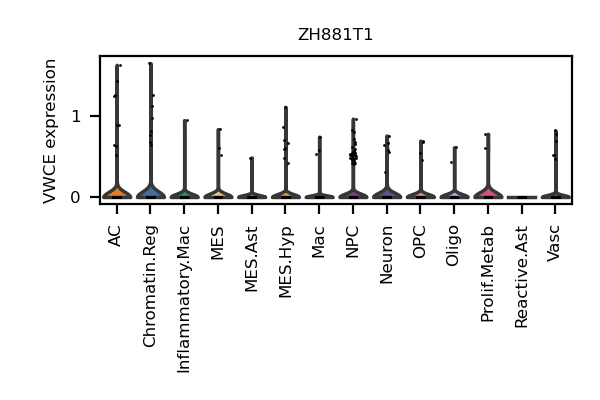 ZH881T1
VWCE expression
1
0
AC
Chromatin.Reg
Inflammatory.Mac
MES
MES.Ast
MES.Hyp
Mac
NPC
Neuron
OPC
Oligo
Prolif.Metab
Reactive.Ast
Vasc